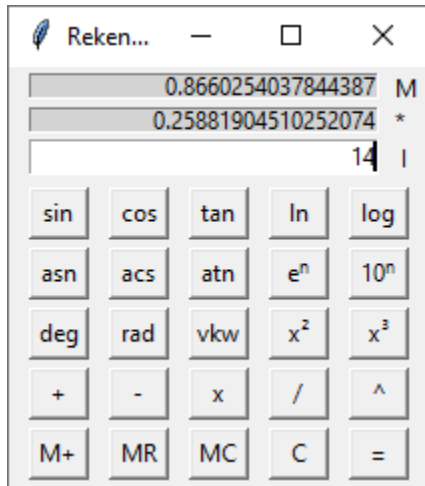 Reken...
0.8660254037844387 M
0.25881904510252074 *
14 I
sin cos tan ln log
asn acs atn eⁿ 10ⁿ
deg rad vkw x² x³
+ - x / ^
M+ MR MC C =